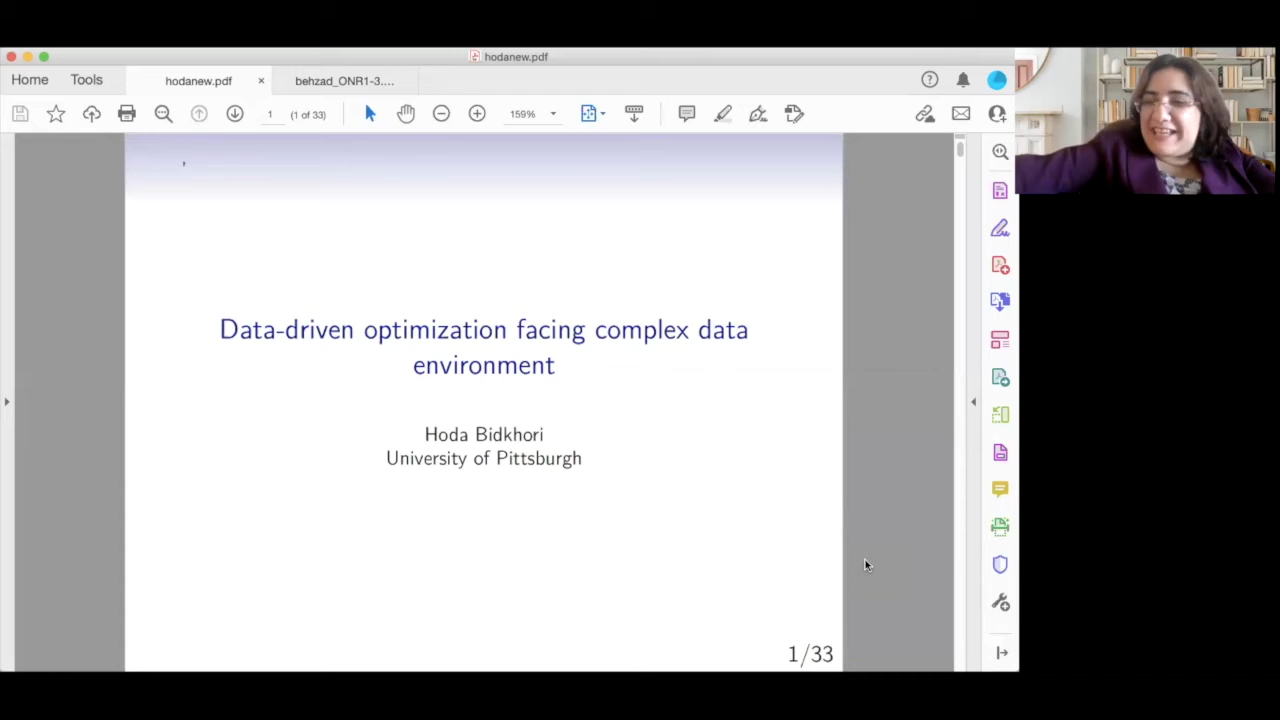 hodanew.pdf
Home
Tools
hodanew.pdf
×
behzad_ONR1-3....
1
(1 of 33)
159%
,
Data-driven optimization facing complex data
environment
Hoda Bidkhori
University of Pittsburgh
1/33